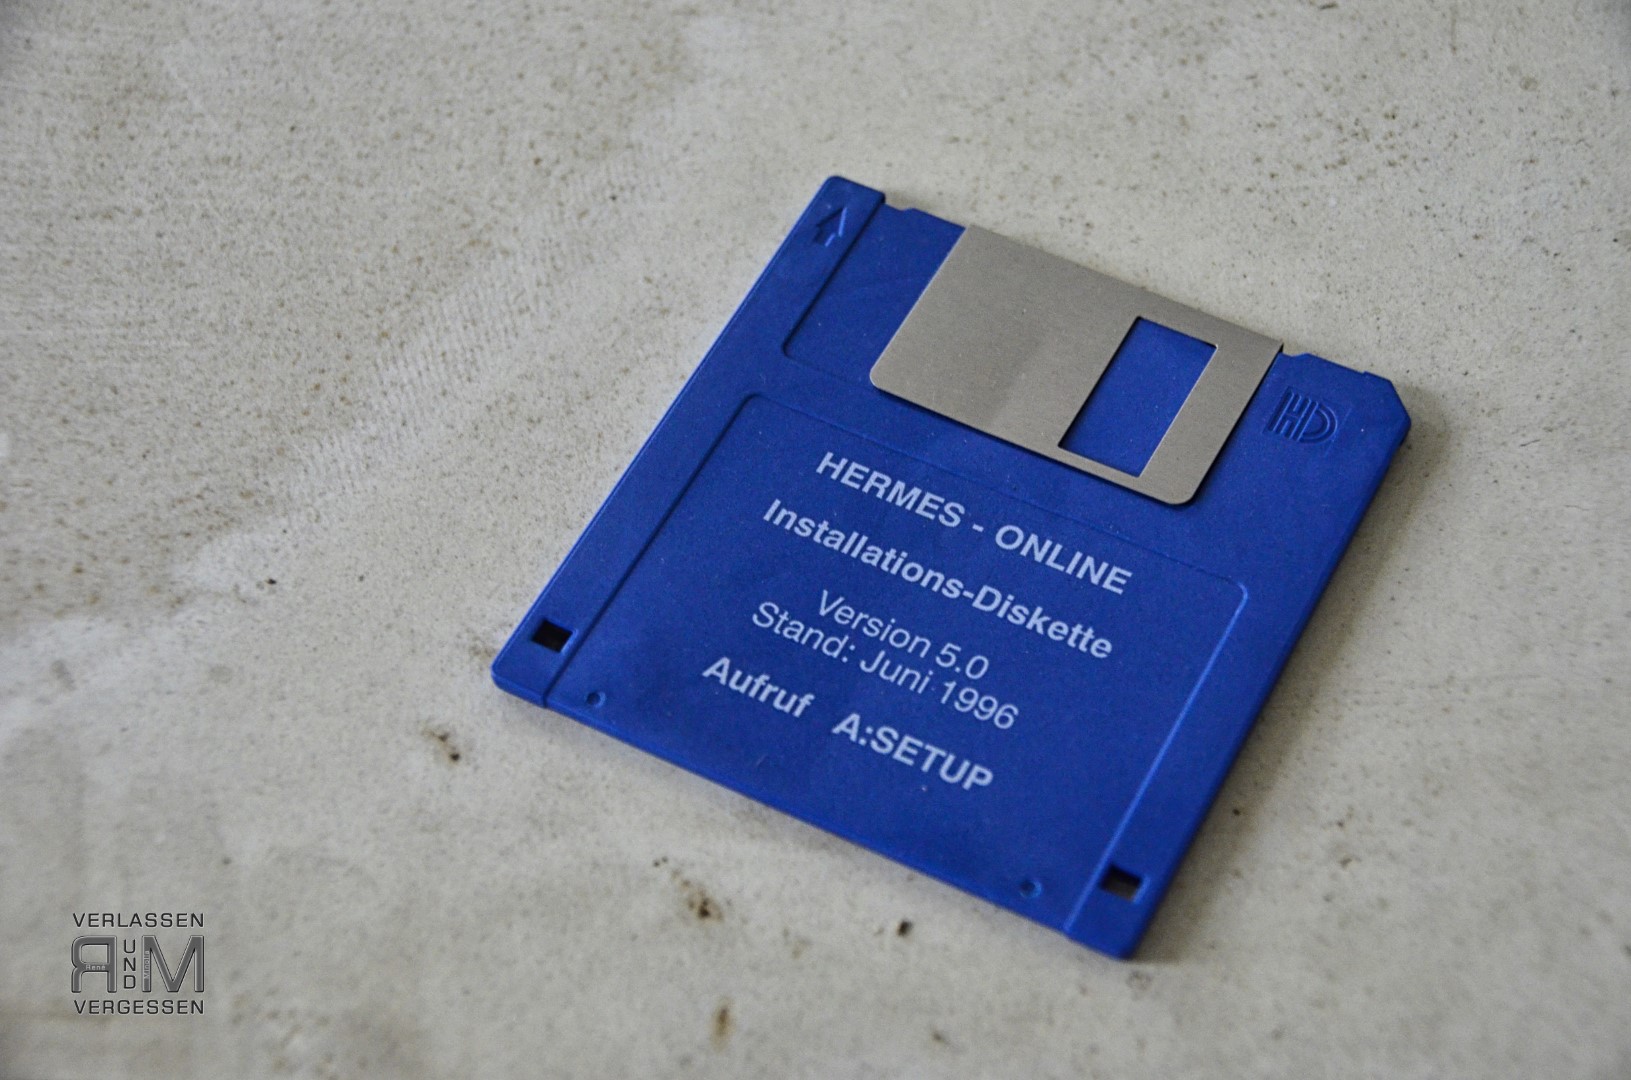 HD
HERMES - ONLINE
Installations-Diskette
Version 5.0
Stand: Juni 1996
Aufruf A:SETUP
VERLASSEN
R UND M
VERGESSEN